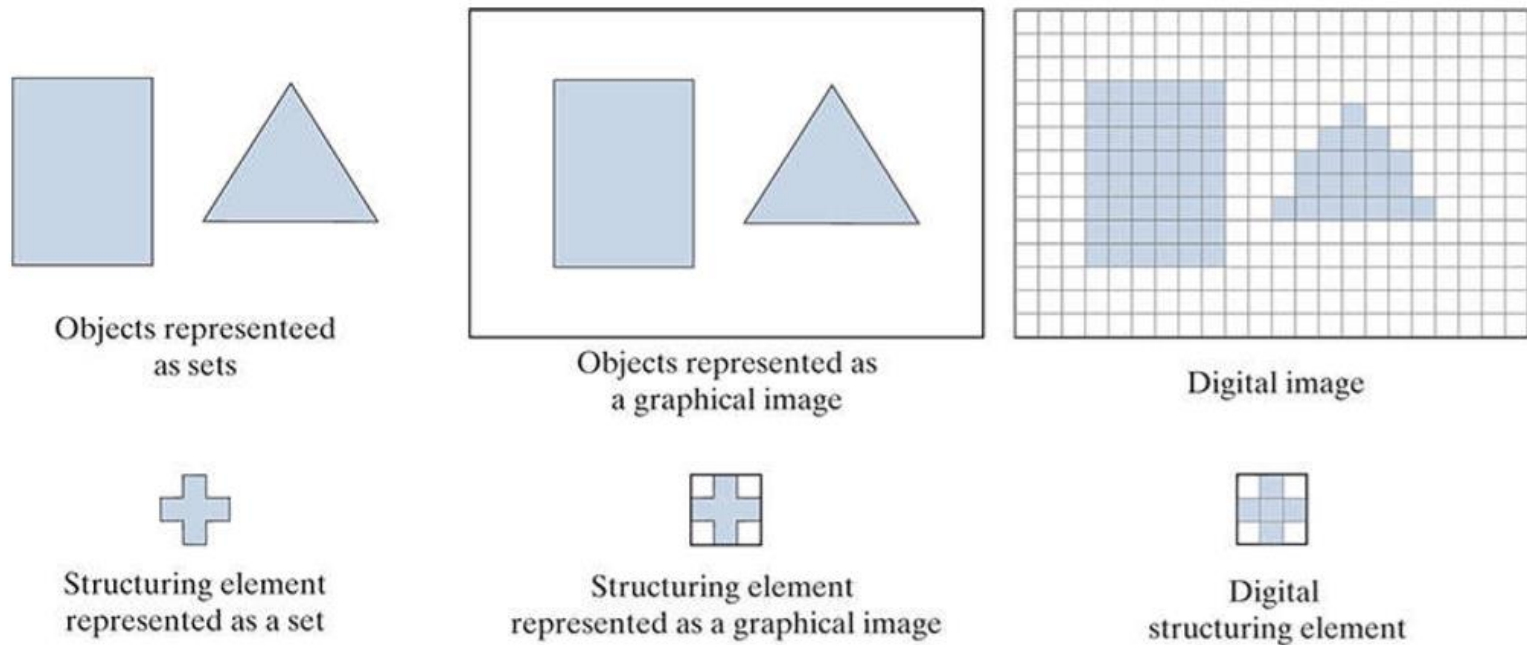 Objects representeed
as sets
Objects represented as
a graphical image
Digital image
Structuring element
represented as a set
Structuring element
represented as a graphical image
Digital
structuring element